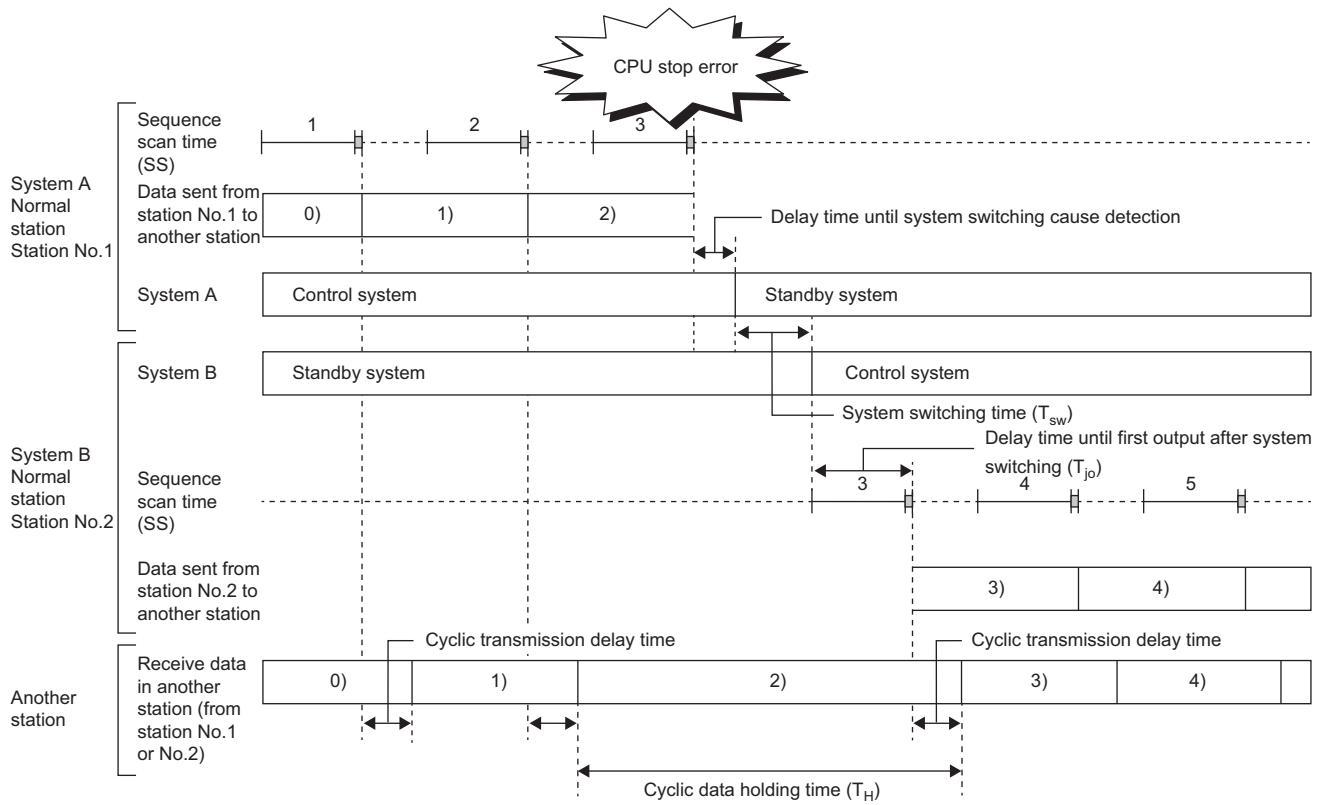 CPU stop error
System A
Normal
station
Station No.1
Sequence
scan time
(SS)
1
2
3
Data sent from
station No.1 to
another station
0)
1)
2)
Delay time until system switching cause detection
System A
Control system
Standby system
System B
Normal
station
Station No.2
System B
Standby system
Control system
System switching time (Tsw)
Delay time until first output after system
switching (Tjo)
Sequence
scan time
(SS)
3
4
5
Data sent from
station No.2 to
another station
3)
4)
Cyclic transmission delay time
Cyclic transmission delay time
Another
station
Receive data
in another
station (from
station No.1
or No.2)
0)
1)
2)
3)
4)
Cyclic data holding time (TH)